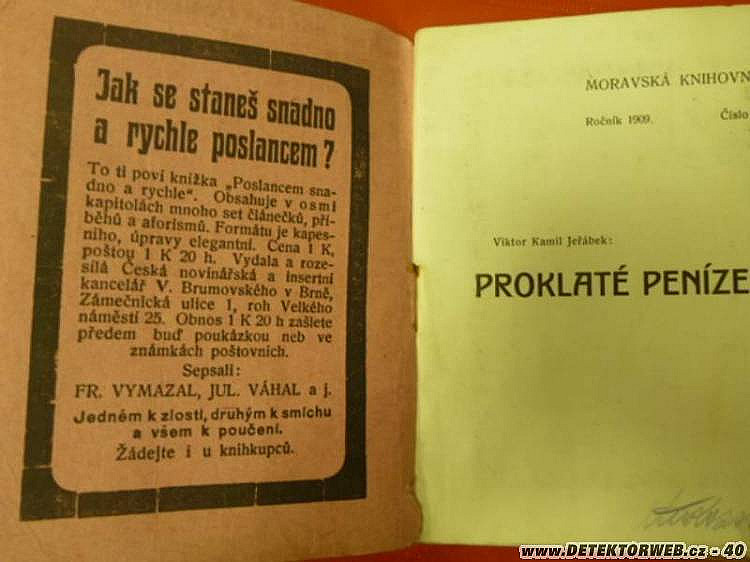 Jak se staneš snadno
a rychle poslancem?
To ti poví knížka „Poslancem sna-
dno a rychle“. Obsahuje v osmi
kapitolách mnoho set článečků, pří-
běhů a aforismů. Formátu je kapes-
ního, úpravy elegantní. Cena 1 K,
poštou 1 K 20 h. Vydala a roze-
sílá Česká novinářská a insertní
kancelář V. Brumovského v Brně,
Zámečnická ulice 1, roh Velkého
náměstí 25. Obnos 1 K 20 h zašlete
předem buď poukázkou neb ve
známkách poštovních.
Sepsali:
FR. VYMAZAL, JUL. VÁHAL a j.
Jedněm k zlosti, druhým k smíchu
a všem k poučení.
Žádejte i u knihkupců.
MORAVSKÁ KNIHOVN
Ročník 1909. Číslo
Viktor Kamil Jeřábek:
PROKLATÉ PENÍZE
www.DETEKTORWEB.cz - 40